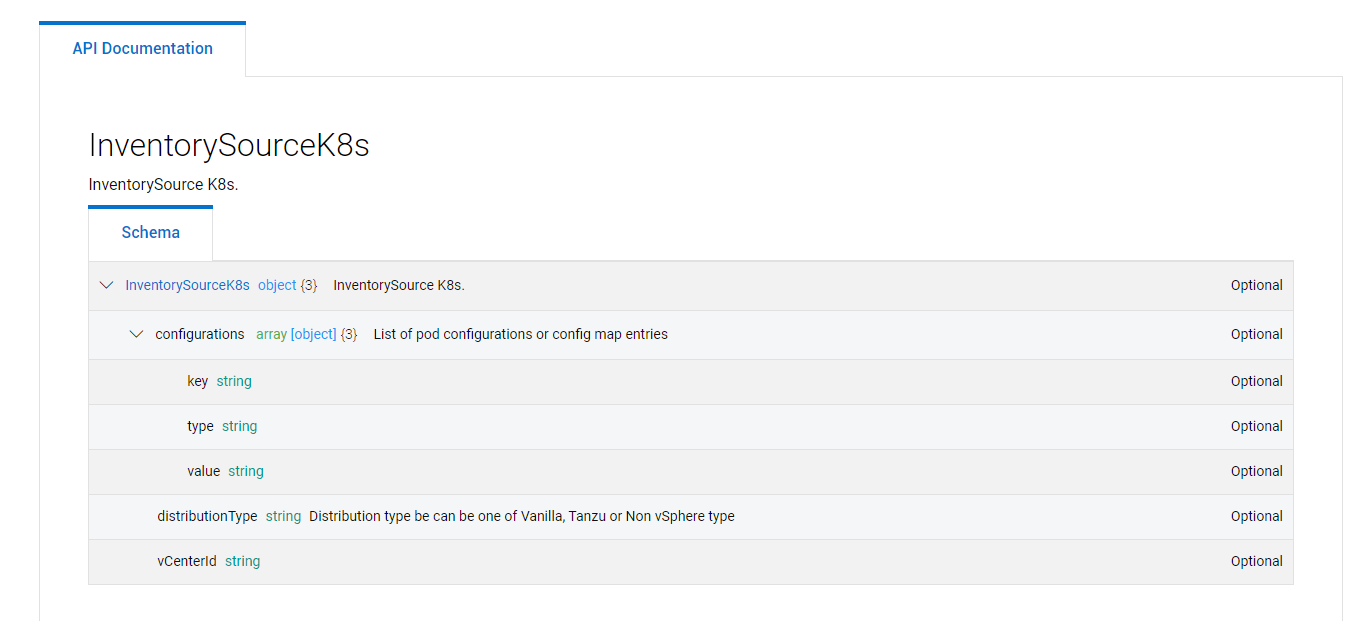 API Documentation
InventorySourceK8s
InventorySource K8s.
Schema
InventorySourceK8s object {3} InventorySource K8s. Optional
configurations array [object] {3} List of pod configurations or config map entries Optional
key string Optional
type string Optional
value string Optional
distributionType string Distribution type be can be one of Vanilla, Tanzu or Non vSphere type Optional
vCenterId string Optional